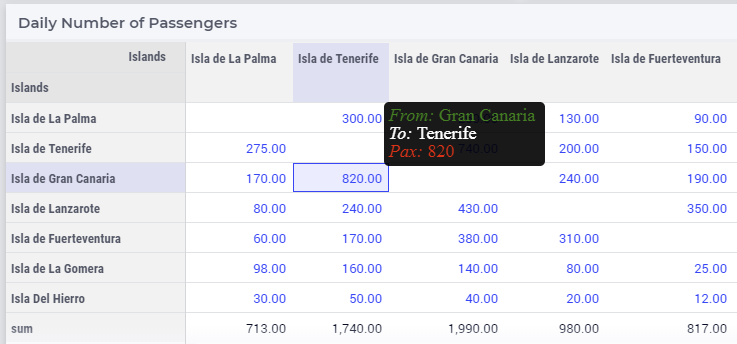 Daily Number of Passengers
Islands Isla de La Palma Isla de Tenerife Isla de Gran Canaria Isla de Lanzarote Isla de Fuerteventura
Islands
Isla de La Palma 300.00 130.00 90.00
From: Gran Canaria
To: Tenerife
Pax: 820
Isla de Tenerife 275.00 740.00 200.00 150.00
Isla de Gran Canaria 170.00 820.00 240.00 190.00
Isla de Lanzarote 80.00 240.00 430.00 350.00
Isla de Fuerteventura 60.00 170.00 380.00 310.00
Isla de La Gomera 98.00 160.00 140.00 80.00 25.00
Isla Del Hierro 30.00 50.00 40.00 20.00 12.00
sum 713.00 1,740.00 1,990.00 980.00 817.00